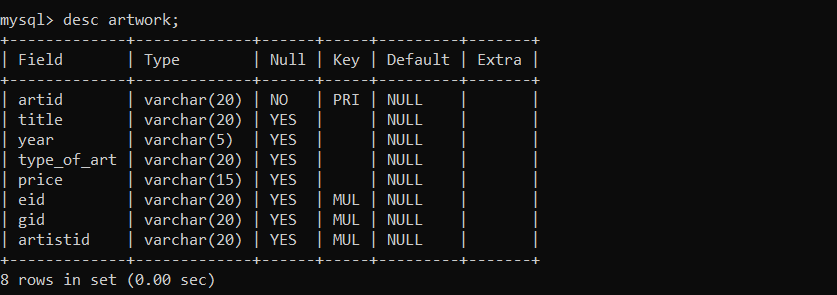 mysql> desc artwork;
+-------------+-------------+------+-----+---------+-------+
| Field       | Type        | Null | Key | Default | Extra |
+-------------+-------------+------+-----+---------+-------+
| artid       | varchar(20) | NO   | PRI | NULL    |       |
| title       | varchar(20) | YES  |     | NULL    |       |
| year        | varchar(5)  | YES  |     | NULL    |       |
| type_of_art | varchar(20) | YES  |     | NULL    |       |
| price       | varchar(15) | YES  |     | NULL    |       |
| eid         | varchar(20) | YES  | MUL | NULL    |       |
| gid         | varchar(20) | YES  | MUL | NULL    |       |
| artistid    | varchar(20) | YES  | MUL | NULL    |       |
+-------------+-------------+------+-----+---------+-------+
8 rows in set (0.00 sec)